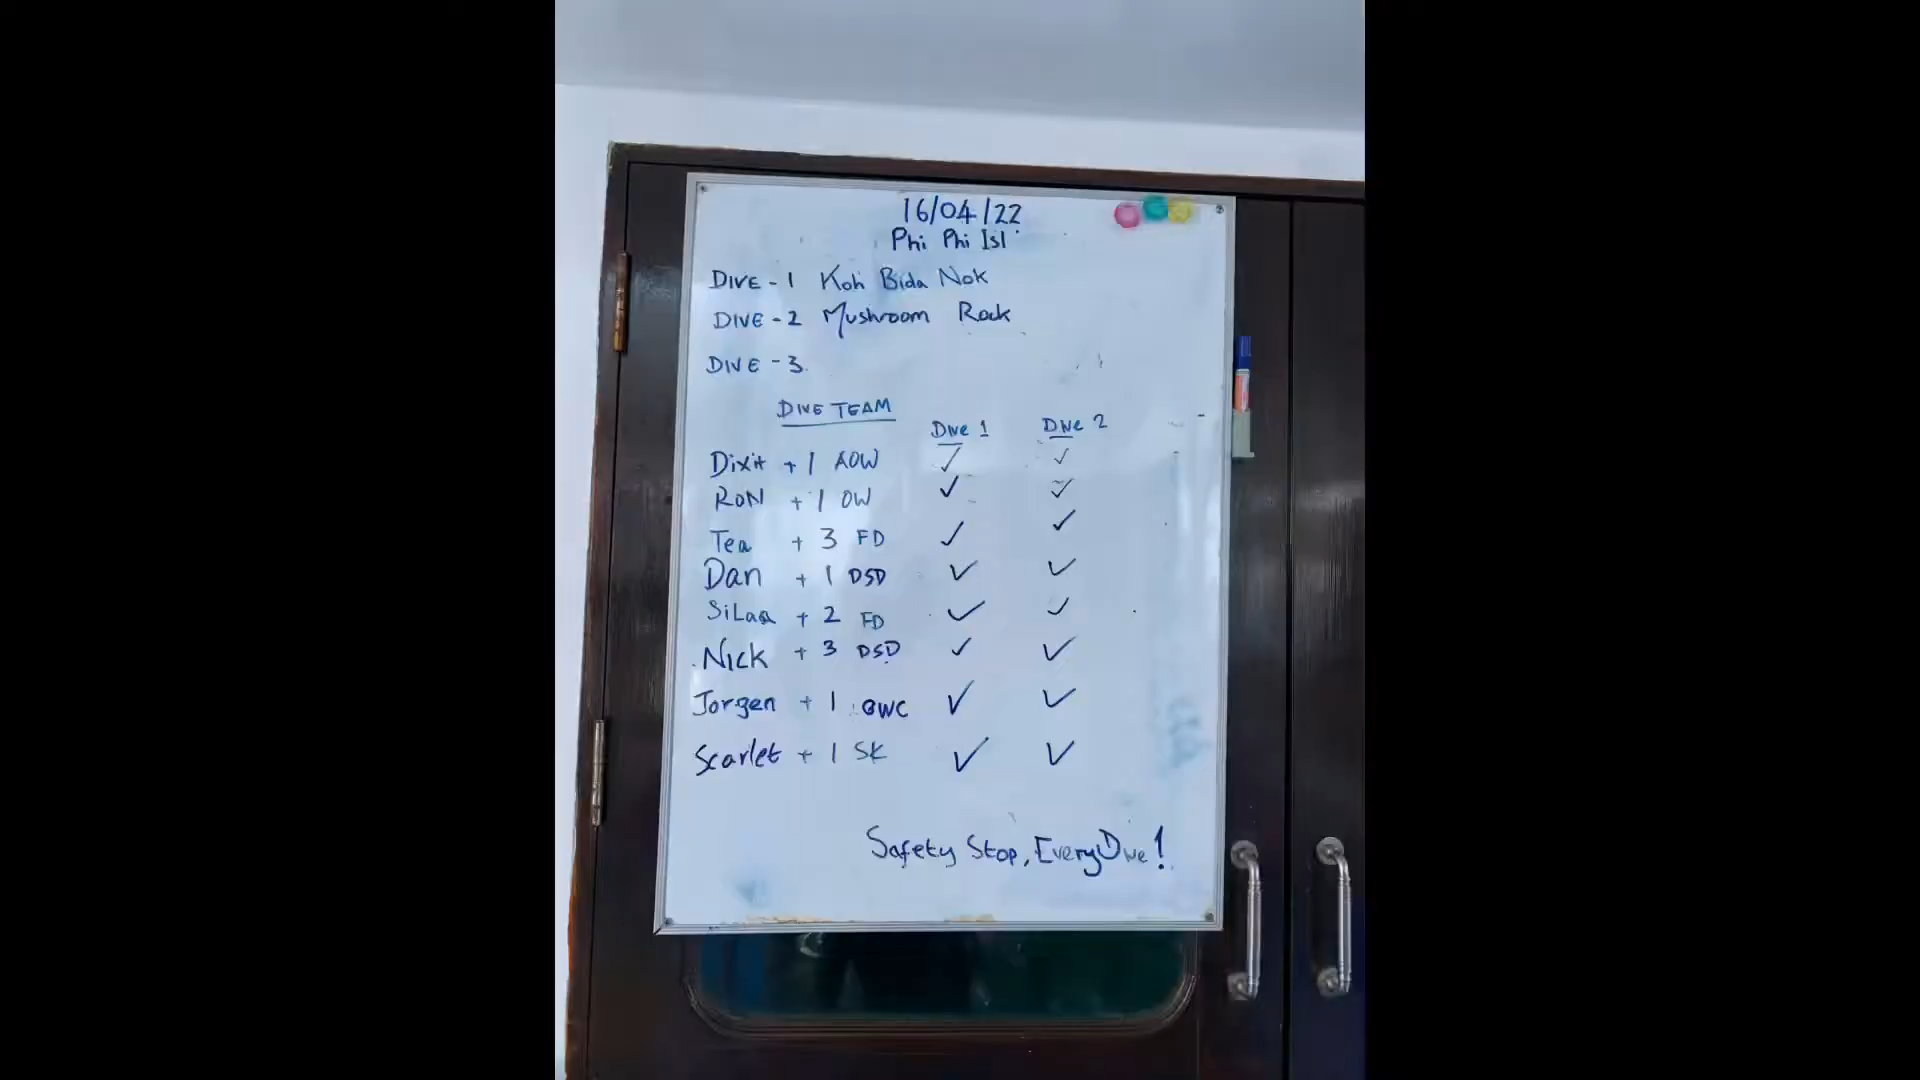 16/04/22
Phi Phi Isl
DIVE - 1 Koh Bida Nok
DIVE - 2 Mushroom Rock
DIVE - 3
DIVE TEAM
Dive 1 Dive 2
Dixit + 1 AOW ✓ ✓
RON + 1 OW ✓ ✓
Tea + 3 FD ✓ ✓
Dan + 1 DSD ✓ ✓
SiLaa + 2 FD ✓ ✓
Nick + 3 DSD ✓ ✓
Jorgen + 1 OWC ✓ ✓
Scarlet + 1 SK ✓ ✓
Safety Stop, Every Dive!